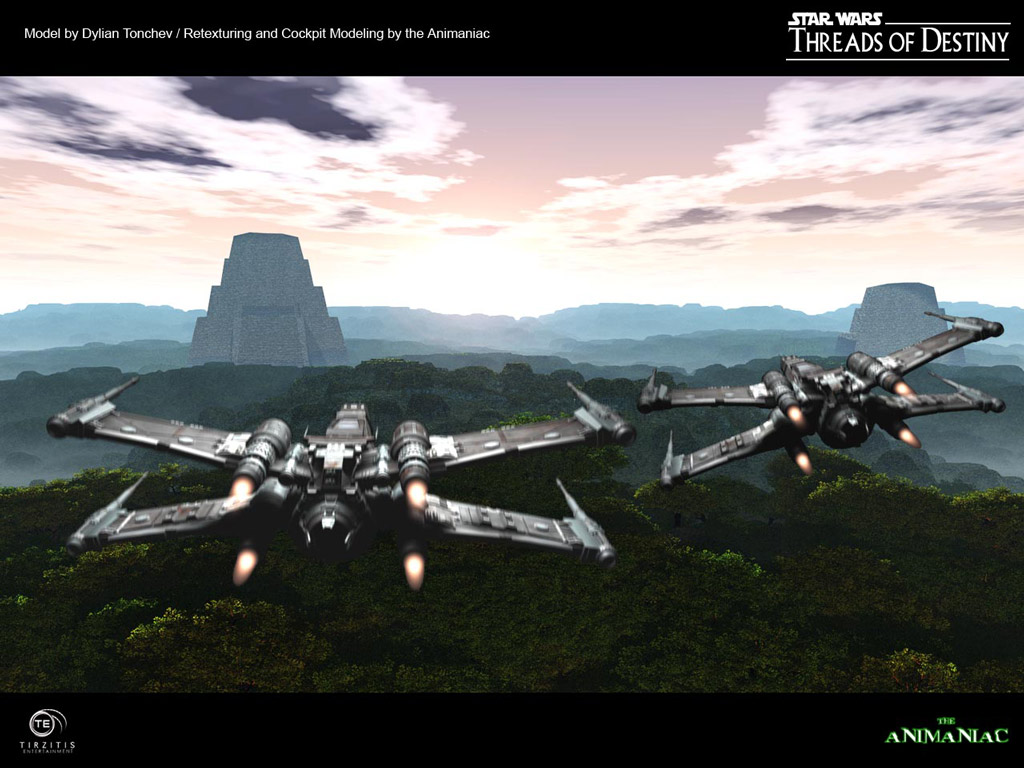 Model by Dylian Tonchev / Retexturing and Cockpit Modeling by the Animaniac
STAR WARS
THREADS OF DESTINY
TE
TIRZITIS
ENTERTAINMENT
THE
ANIMANIAC